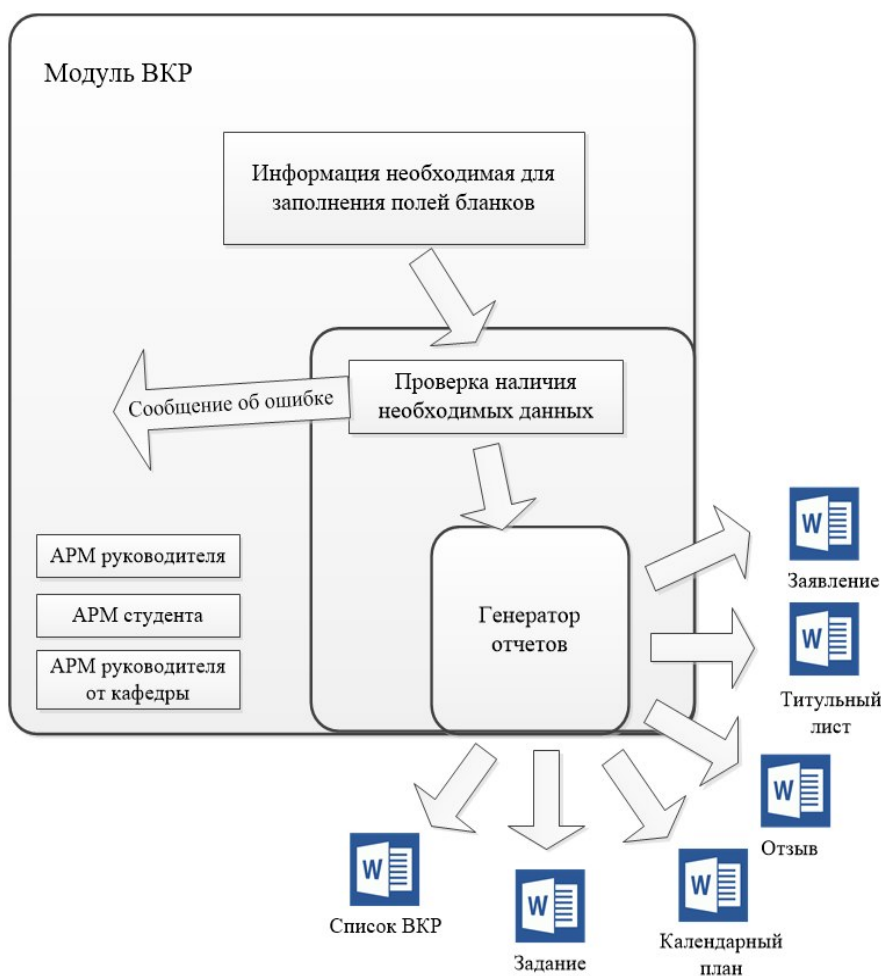 Модуль ВКР
Информация необходимая для
заполнения полей бланков
Проверка наличия
необходимых данных
Сообщение об ошибке
АРМ руководителя
АРМ студента
АРМ руководителя
от кафедры
Генератор
отчетов
W
Заявление
W
Титульный
лист
W
Отзыв
W
Календарный
план
W
Задание
W
Список ВКР